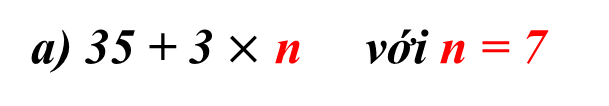 a) 35 + 3 × n với n = 7